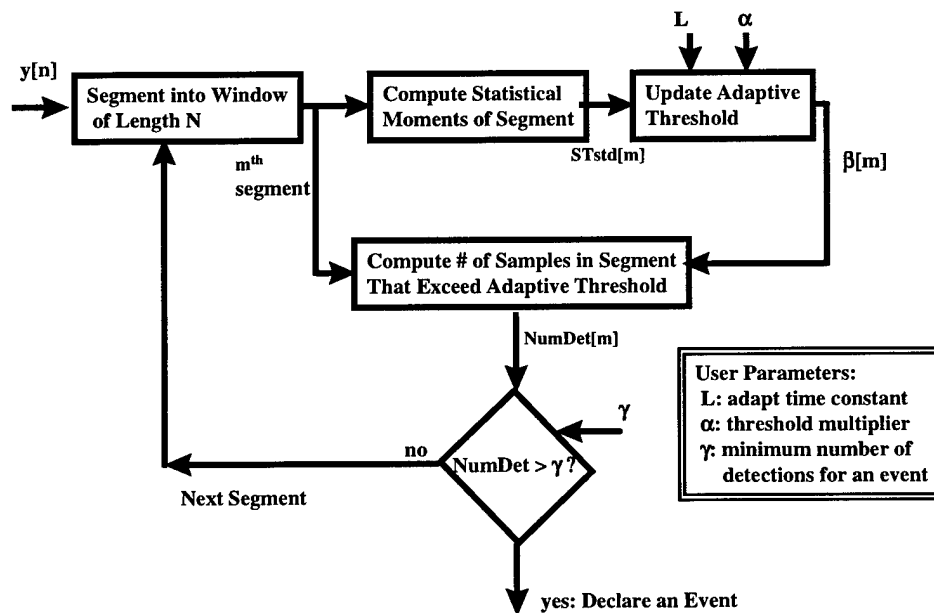 L
α
y[n]
Segment into Window
of Length N
Compute Statistical
Moments of Segment
Update Adaptive
Threshold
STstd[m]
mth
segment
β[m]
Compute # of Samples in Segment
That Exceed Adaptive Threshold
NumDet[m]
User Parameters:
L: adapt time constant
α: threshold multiplier
γ: minimum number of
detections for an event
γ
no
NumDet > γ ?
Next Segment
yes: Declare an Event